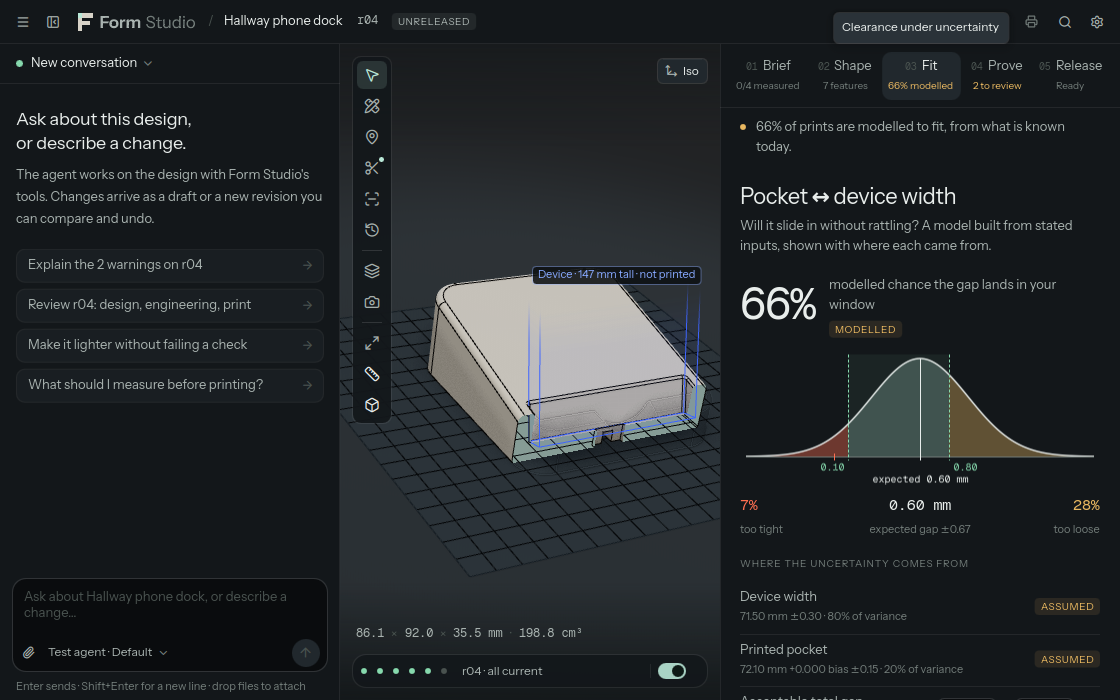 Form Studio / Hallway phone dock r04 UNRELEASED
Clearance under uncertainty
New conversation
Ask about this design,
or describe a change.
The agent works on the design with Form Studio's
tools. Changes arrive as a draft or a new revision you
can compare and undo.
Explain the 2 warnings on r04
Review r04: design, engineering, print
Make it lighter without failing a check
What should I measure before printing?
Ask about Hallway phone dock, or describe a
change…
Test agent · Default
Enter sends · Shift+Enter for a new line · drop files to attach
Iso
Device · 147 mm tall · not printed
86.1 × 92.0 × 35.5 mm · 198.8 cm³
r04 · all current
01 Brief
0/4 measured
02 Shape
7 features
03 Fit
66% modelled
04 Prove
2 to review
05 Release
Ready
66% of prints are modelled to fit, from what is known
today.
Pocket ↔ device width
Will it slide in without rattling? A model built from stated
inputs, shown with where each came from.
66%
modelled chance the gap lands in your
window
MODELLED
0.10
0.80
expected 0.60 mm
7%
too tight
0.60 mm
expected gap ±0.67
28%
too loose
WHERE THE UNCERTAINTY COMES FROM
Device width
71.50 mm ±0.30 · 80% of variance
ASSUMED
Printed pocket
72.10 mm +0.000 bias ±0.15 · 20% of variance
ASSUMED
Acceptable total gap